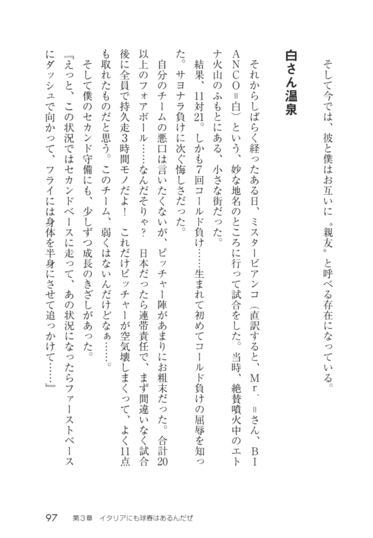 そして今では、彼と僕はお互いに〝親友〟と呼べる存在になっている。
白さん温泉
それからしばらく経ったある日、ミスタービアンコ（直訳すると、Mr.＝さん、BI
ANCO＝白）という、妙な地名のところに行って試合をした。当時、絶賛噴火中のエト
ナ火山のふもとにある、小さな街だった。
結果、11対21。しかも7回コールド負け……生まれて初めてコールド負けの屈辱を知っ
た。サヨナラ負けに次ぐ悔しさだった。
自分のチームの悪口は言いたくないが、ピッチャー陣があまりにお粗末だった。合計20
以上のフォアボール……なんだそりゃ？　日本だったら連帯責任で、まず間違いなく試合
後に全員で持久走3時間モノだよ！　これだけピッチャーが空気壊しまくって、よく11点
も取れたものだと思う。このチーム、弱くはないんだけどなぁ……。
そして僕のセカンド守備にも、少しずつ成長のきざしがあった。
『えっと、この状況ではセカンドベースに走って、あの状況になったらファーストベース
にダッシュで向かって、フライには身体を半身にさせて追っかけて……』
97　第3章　イタリアにも球春はあるんだぜ